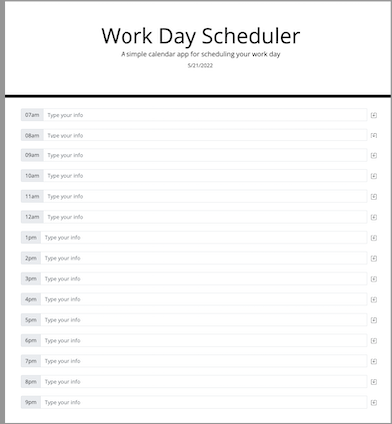 Work Day Scheduler
A simple calendar app for scheduling your work day
5/21/2022
07am Type your info
08am Type your info
09am Type your info
10am Type your info
11am Type your info
12am Type your info
1pm Type your info
2pm Type your info
3pm Type your info
4pm Type your info
5pm Type your info
6pm Type your info
7pm Type your info
8pm Type your info
9pm Type your info